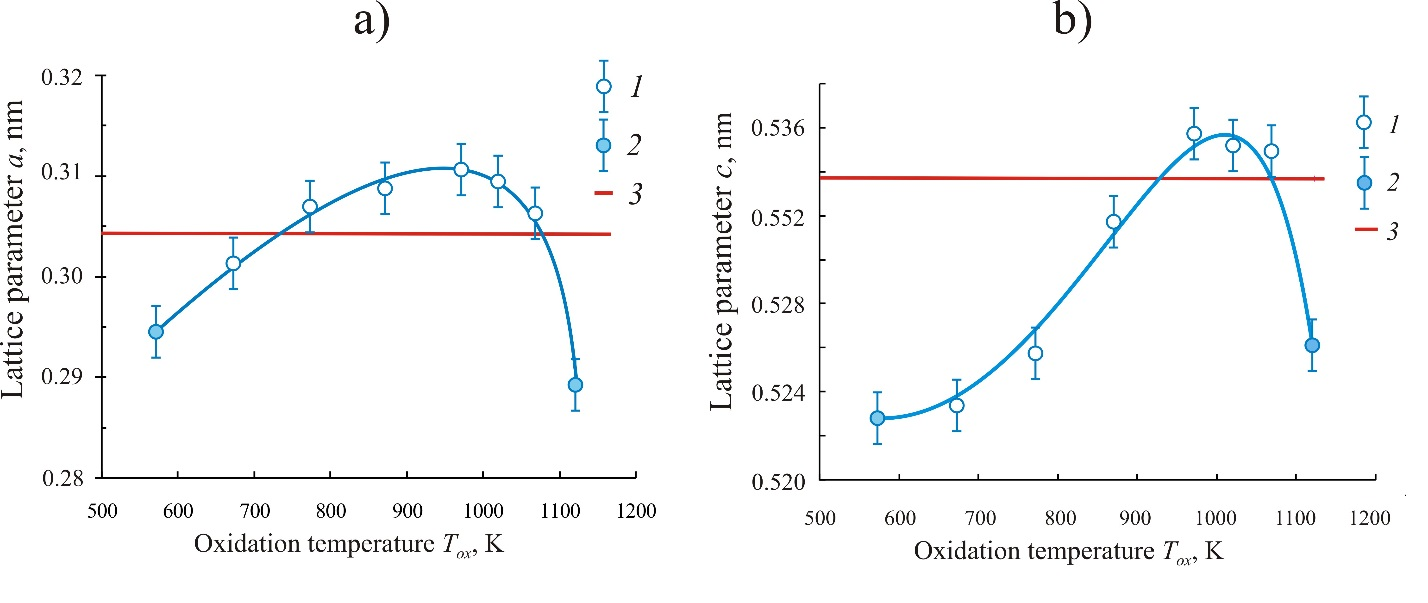 a)
Lattice parameter a, nm
0.32
0.31
0.30
0.29
0.28
500 600 700 800 900 1000 1100 1200
Oxidation temperature Tox, K
1
2
3
b)
Lattice parameter c, nm
0.536
0.552
0.528
0.524
0.520
500 600 700 800 900 1000 1100 1200
Oxidation temperature Tox, K
1
2
3